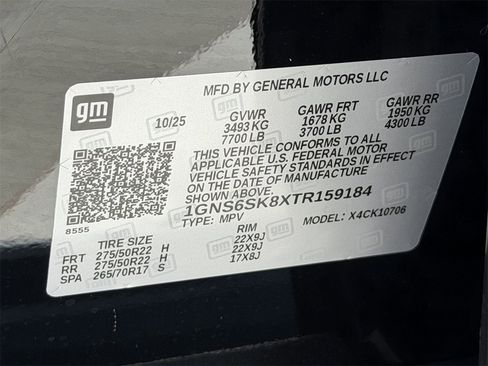 MFD BY GENERAL MOTORS LLC
gm
10/25
GVWR
3493 KG
7700 LB
GAWR FRT
1678 KG
3700 LB
GAWR RR
1950 KG
4300 LB
THIS VEHICLE CONFORMS TO ALL
APPLICABLE U.S. FEDERAL MOTOR
VEHICLE SAFETY STANDARDS IN EFFECT
ON THE DATE OF MANUFACTURE
SHOWN ABOVE.
1GNS6SK8XTR159184
TYPE: MPV
MODEL: X4CK10706
8555
TIRE SIZE
RIM
FRT 275/50R22 H 22X9J
RR 275/50R22 H 22X9J
SPA 265/70R17 S 17X8J